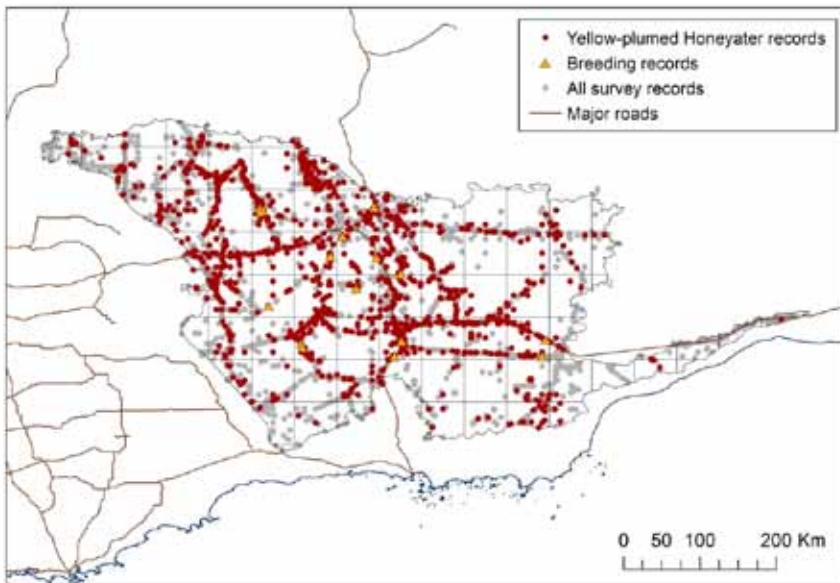 Yellow-plumed Honeyater records
Breeding records
All survey records
Major roads
0 50 100 200 Km